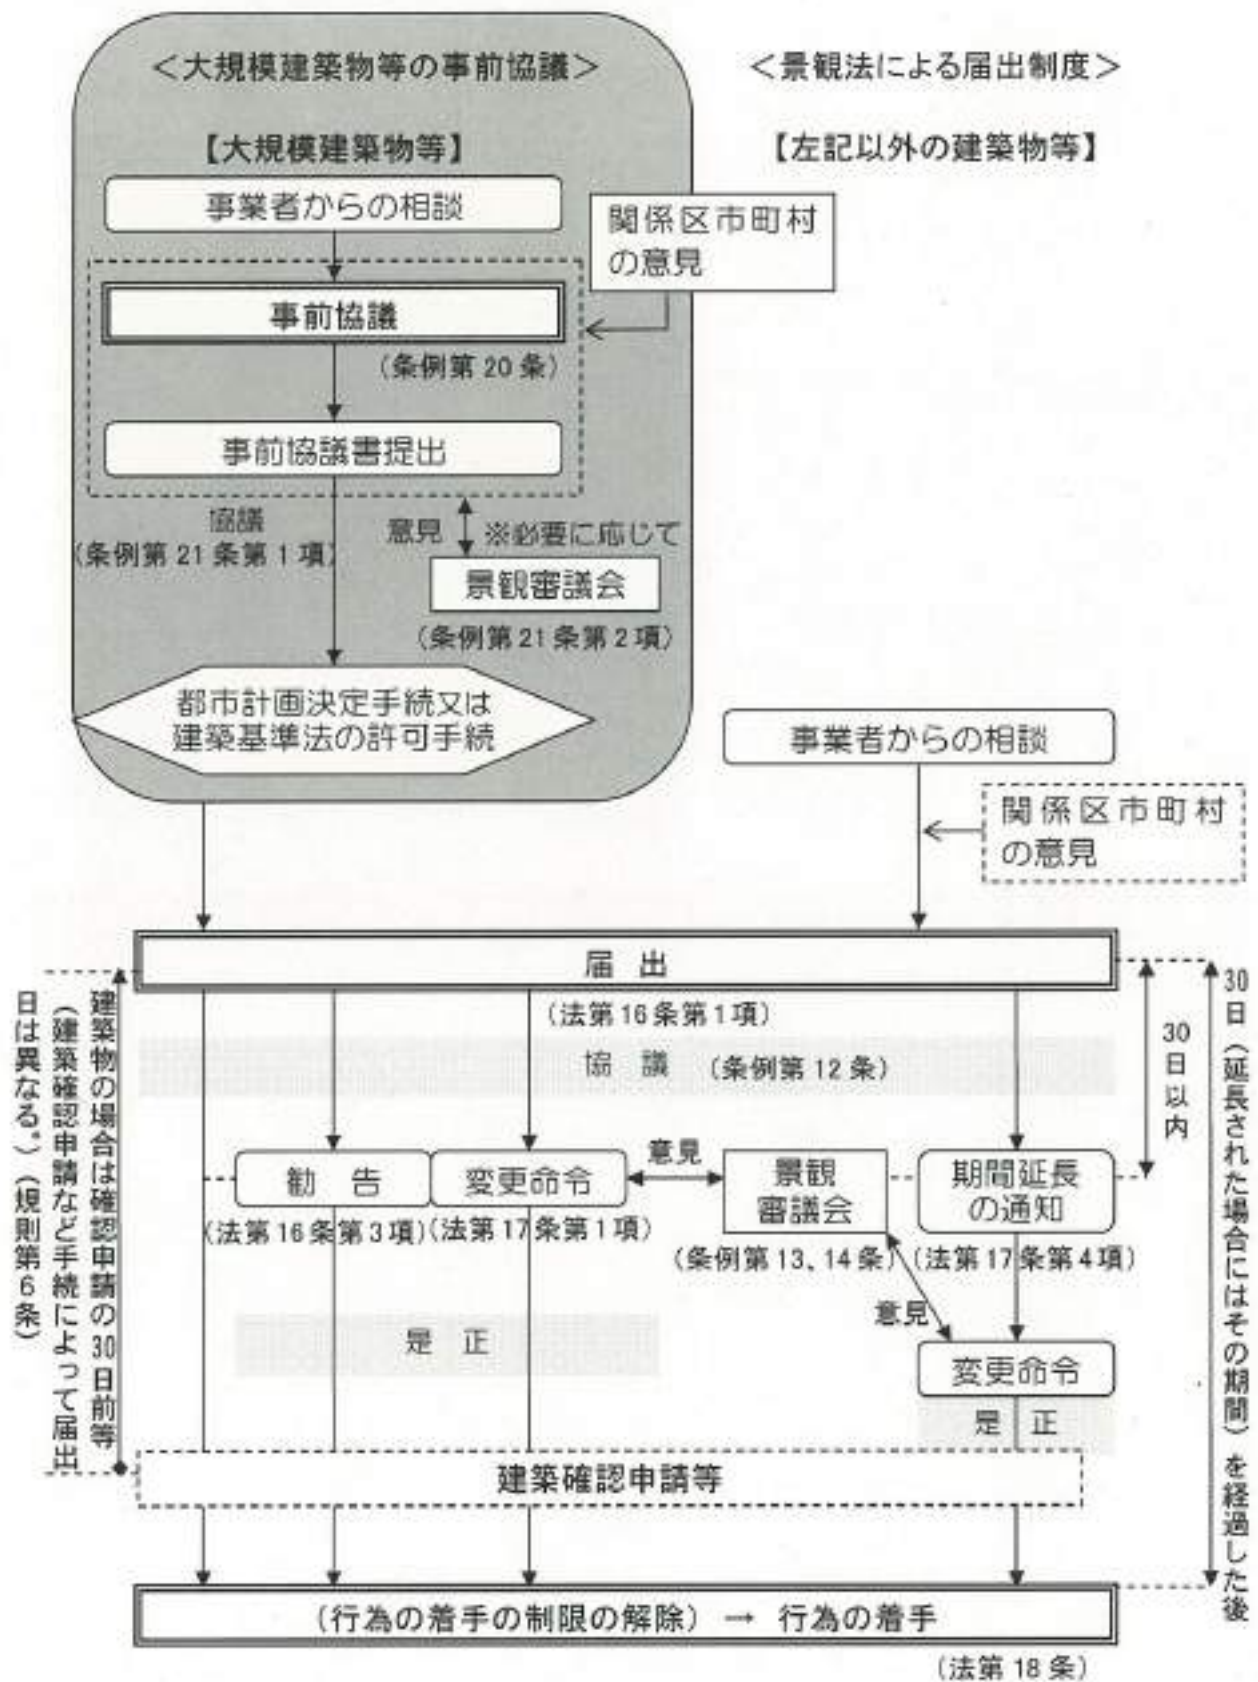 ＜大規模建築物等の事前協議＞
＜景観法による届出制度＞
【大規模建築物等】
【左記以外の建築物等】
事業者からの相談
関係区市町村
の意見
事前協議
（条例第20条）
事前協議書提出
協議
（条例第21条第1項）
意見
※必要に応じて
景観審議会
（条例第21条第2項）
都市計画決定手続又は
建築基準法の許可手続
事業者からの相談
関係区市町村
の意見
届出
（法第16条第1項）
協議
（条例第12条）
勧告
（法第16条第3項）
変更命令
（法第17条第1項）
意見
景観
審議会
（条例第13、14条）
期間延長
の通知
（法第17条第4項）
意見
変更命令
是正
是正
建築確認申請等
（行為の着手の制限の解除）→ 行為の着手
（法第18条）
建築物の場合は確認申請の30日前等
（建築確認申請など手続によって届出
日は異なる。）（規則第6条）
30日以内
30日（延長された場合にはその期間）を経過した後